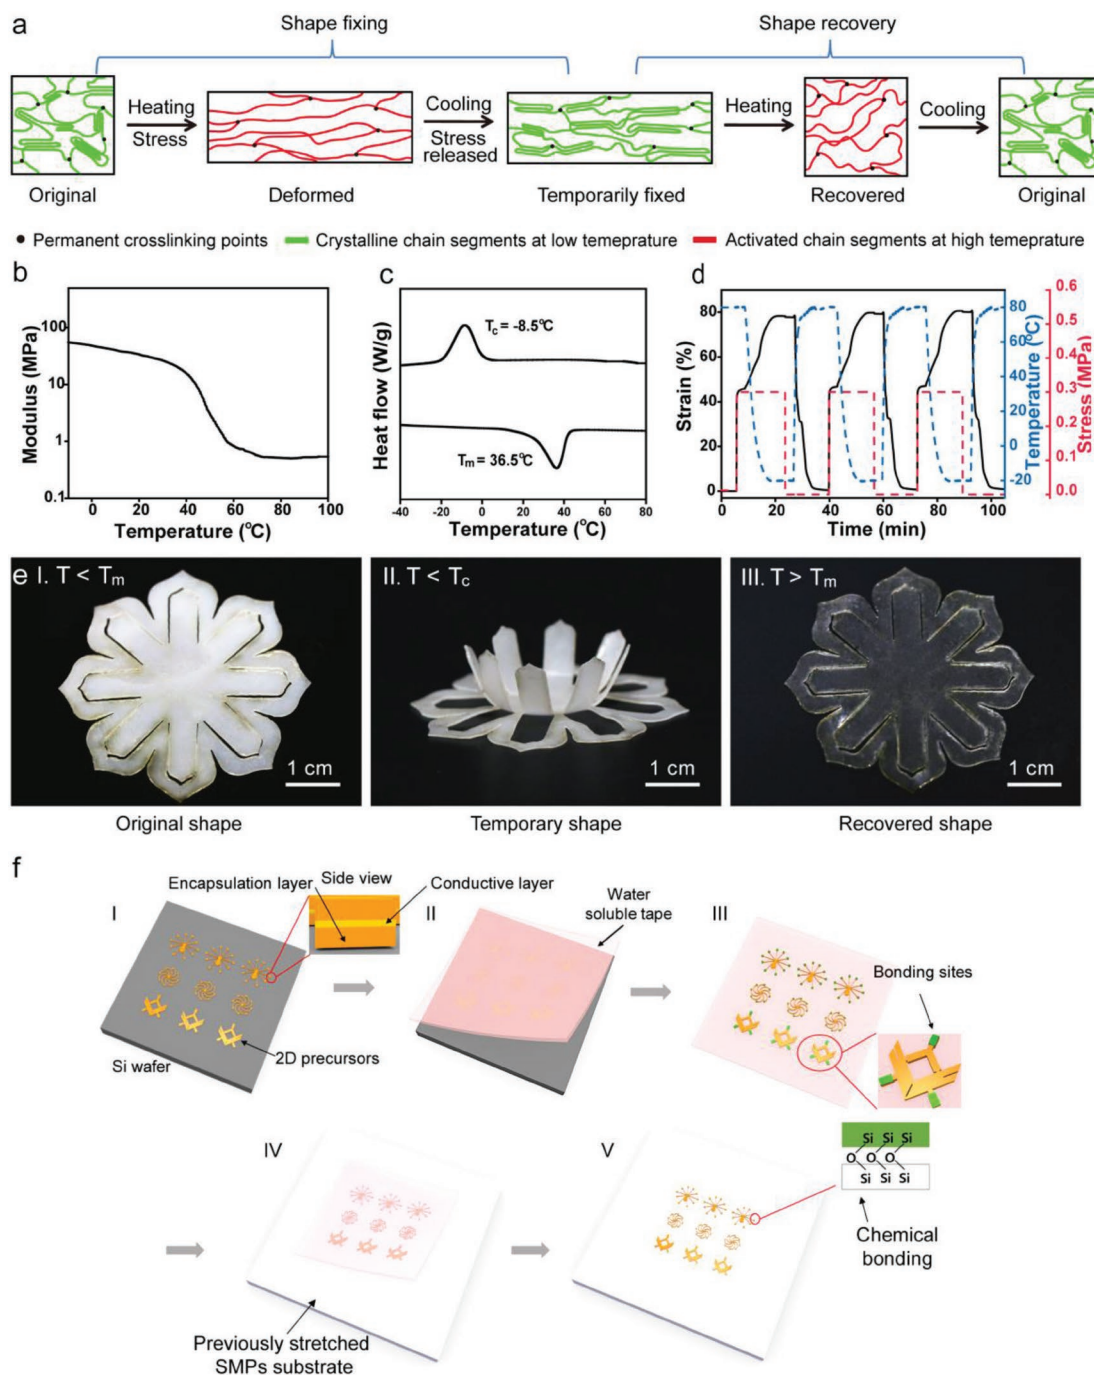 a
Shape fixing
Shape recovery
Heating
Stress
Cooling
Stress
released
Heating
Cooling
Original
Deformed
Temporarily fixed
Recovered
Original
Permanent crosslinking points
Crystalline chain segments at low temeprature
Activated chain segments at high temeprature
b
Modulus (MPa)
100
10
1
0.1
0 20 40 60 80 100
Temperature (°C)
c
Heat flow (W/g)
Tc = -8.5°C
Tm = 36.5°C
-40 -20 0 20 40 60 80
Temperature (°C)
d
Strain (%)
80
60
40
20
0
0 20 40 60 80 100
Time (min)
80
60
40
20
0
-20
Temperature (°C)
0.6
0.5
0.4
0.3
0.2
0.1
0.0
Stress (MPa)
e
I. T < Tm
1 cm
Original shape
II. T < Tc
1 cm
Temporary shape
III. T > Tm
1 cm
Recovered shape
f
I
Encapsulation layer
Side view
Conductive layer
2D precursors
Si wafer
II
Water
soluble tape
III
Bonding sites
IV
Previously stretched
SMPs substrate
V
Si Si Si
O O O
Si Si Si
Chemical
bonding